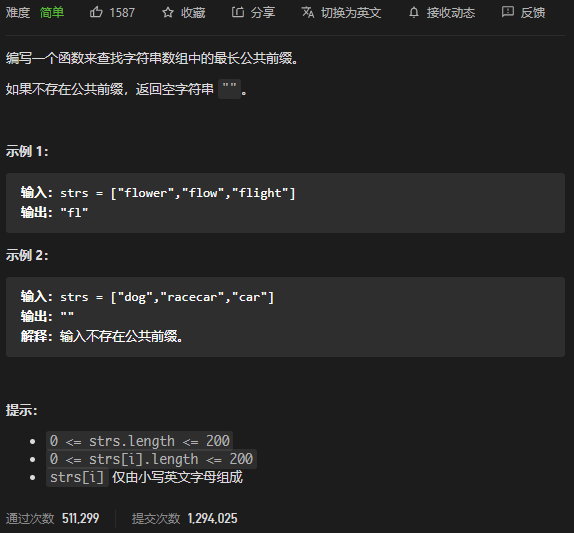 难度 简单 1587 收藏 分享 切换为英文 接收动态 反馈
编写一个函数来查找字符串数组中的最长公共前缀。
如果不存在公共前缀，返回空字符串 ""。
示例 1：
输入：strs = ["flower","flow","flight"]
输出："fl"
示例 2：
输入：strs = ["dog","racecar","car"]
输出：""
解释：输入不存在公共前缀。
提示：
0 <= strs.length <= 200
0 <= strs[i].length <= 200
strs[i] 仅由小写英文字母组成
通过次数 511,299 提交次数 1,294,025